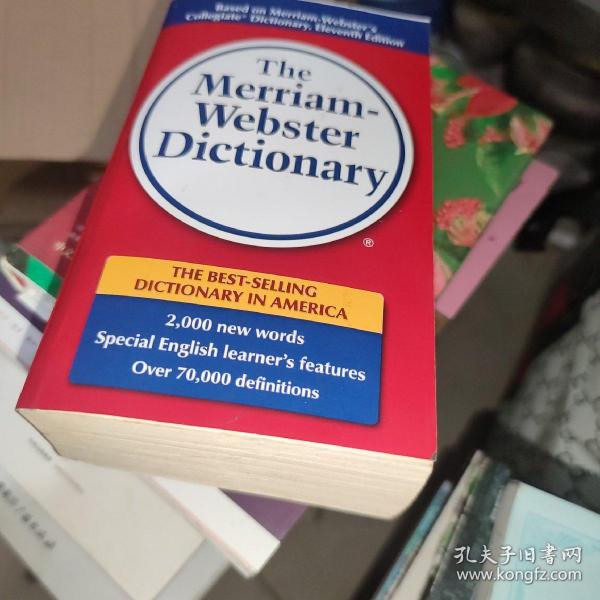 Based on Merriam-Webster's
Collegiate® Dictionary, Eleventh Edition
The
Merriam-
Webster
Dictionary
®
THE BEST-SELLING
DICTIONARY IN AMERICA
2,000 new words
Special English learner's features
Over 70,000 definitions
孔夫子旧书网
www.kongfz.com